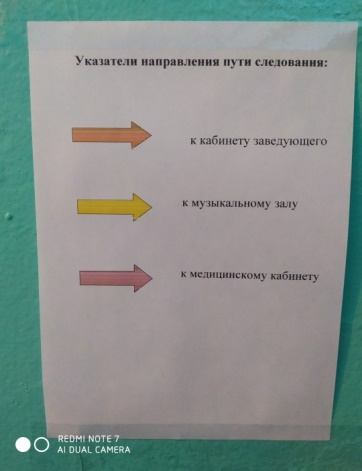 Указатели направления пути следования:
к кабинету заведующего
к музыкальному залу
к медицинскому кабинету
REDMI NOTE 7
AI DUAL CAMERA